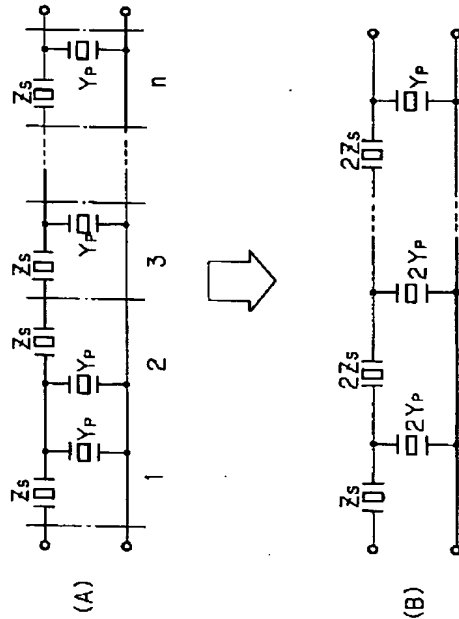 Zs Zs Zs Zs
(A) Yp Yp Yp Yp
1 2 3 n
Zs 2Zs 2Zs
(B) 2Yp 2Yp Yp